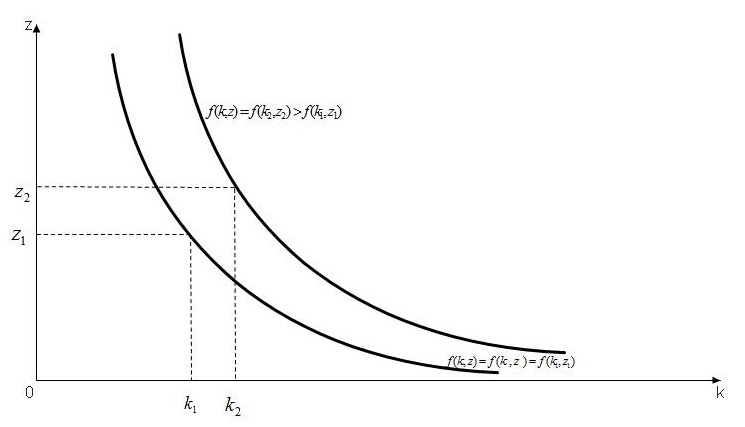 z
f(k,z)=f(k₂,z₂)>f(k₁,z₁)
z₂
z₁
f(k,z)=f(k,z)=f(k₁,z₁)
0
k
k₁
k₂